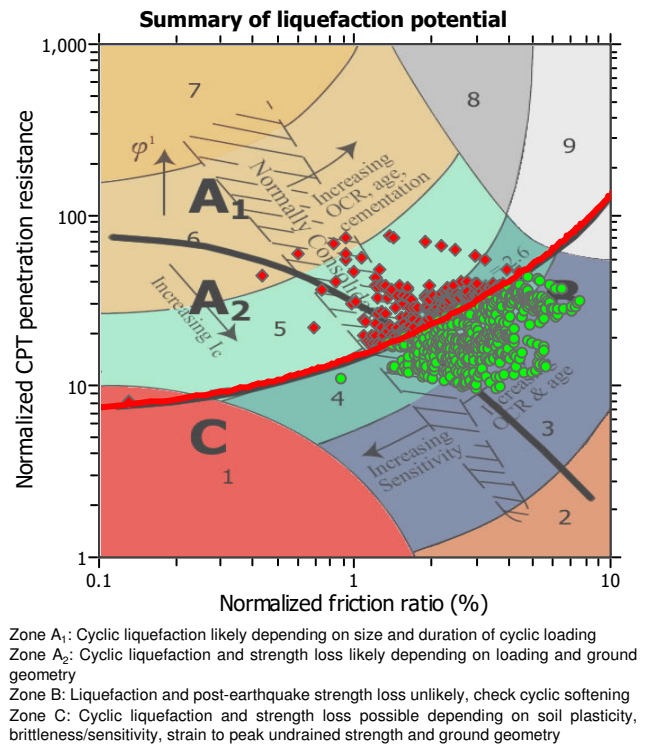 Summary of liquefaction potential
Normalized CPT penetration resistance
1,000
100
10
1
7
8
9
φ¹
A₁
Normally Consolid
Increasing
OCR, age,
cementation
6
=2.6
A₂
Increasing Ic
5
4
Increasing
OCR & age
C
1
Increasing
Sensitivity
3
2
0.1
1
10
Normalized friction ratio (%)
Zone A₁: Cyclic liquefaction likely depending on size and duration of cyclic loading
Zone A₂: Cyclic liquefaction and strength loss likely depending on loading and ground
geometry
Zone B: Liquefaction and post-earthquake strength loss unlikely, check cyclic softening
Zone C: Cyclic liquefaction and strength loss possible depending on soil plasticity,
brittleness/sensitivity, strain to peak undrained strength and ground geometry